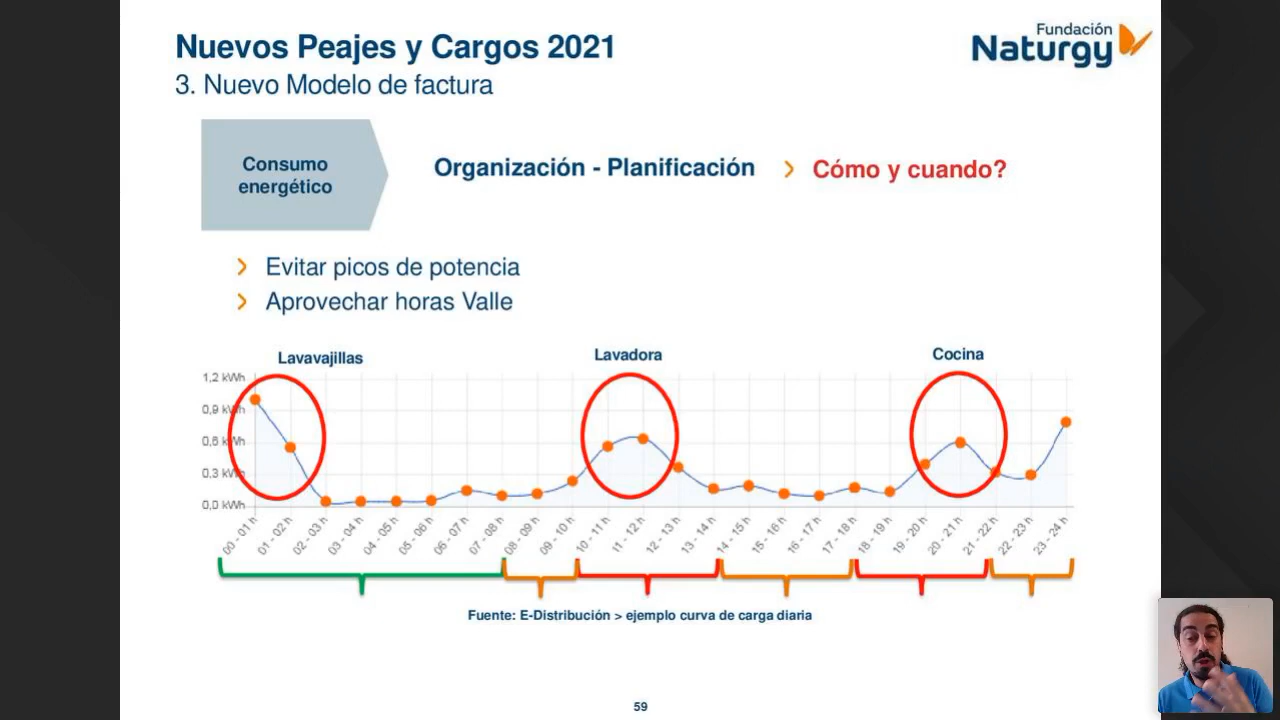 Nuevos Peajes y Cargos 2021
3. Nuevo Modelo de factura
Fundación
Naturgy
Consumo
energético
Organización - Planificación
Cómo y cuando?
Evitar picos de potencia
Aprovechar horas Valle
Lavavajillas
Lavadora
Cocina
1,2 kWh
0,9 kWh
0,6 kWh
0,3 kWh
0,0 kWh
00 - 01 h
01 - 02 h
02 - 03 h
03 - 04 h
04 - 05 h
05 - 06 h
06 - 07 h
07 - 08 h
08 - 09 h
09 - 10 h
10 - 11 h
11 - 12 h
12 - 13 h
13 - 14 h
14 - 15 h
15 - 16 h
16 - 17 h
17 - 18 h
18 - 19 h
19 - 20 h
20 - 21 h
21 - 22 h
22 - 23 h
23 - 24 h
Fuente: E-Distribución > ejemplo curva de carga diaria
59